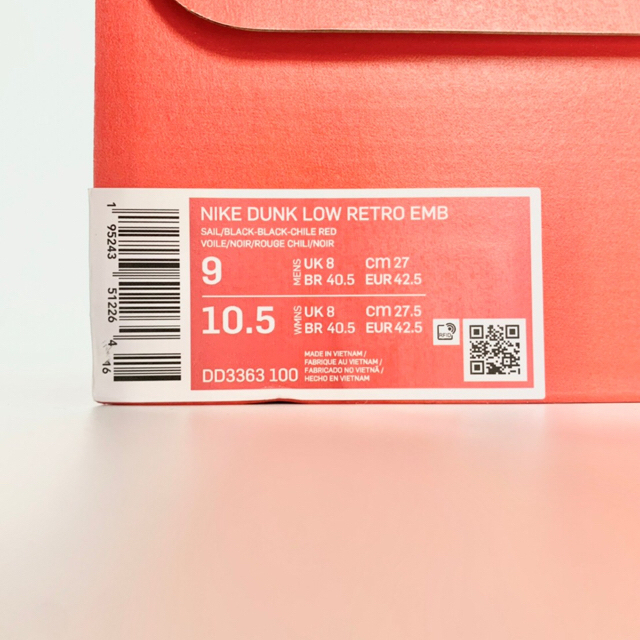 1 95243 51226 4
16
NIKE DUNK LOW RETRO EMB
SAIL/BLACK-BLACK-CHILE RED
VOILE/NOIR/ROUGE CHILI/NOIR
9 MENS UK 8 cm 27
BR 40.5 EUR 42.5
10.5 WMNS UK 8 cm 27.5
BR 40.5 EUR 42.5
RFID
DD3363 100
MADE IN VIETNAM /
FABRIQUE AU VIETNAM /
FABRICADO NO VIETNÃ /
HECHO EN VIETNAM